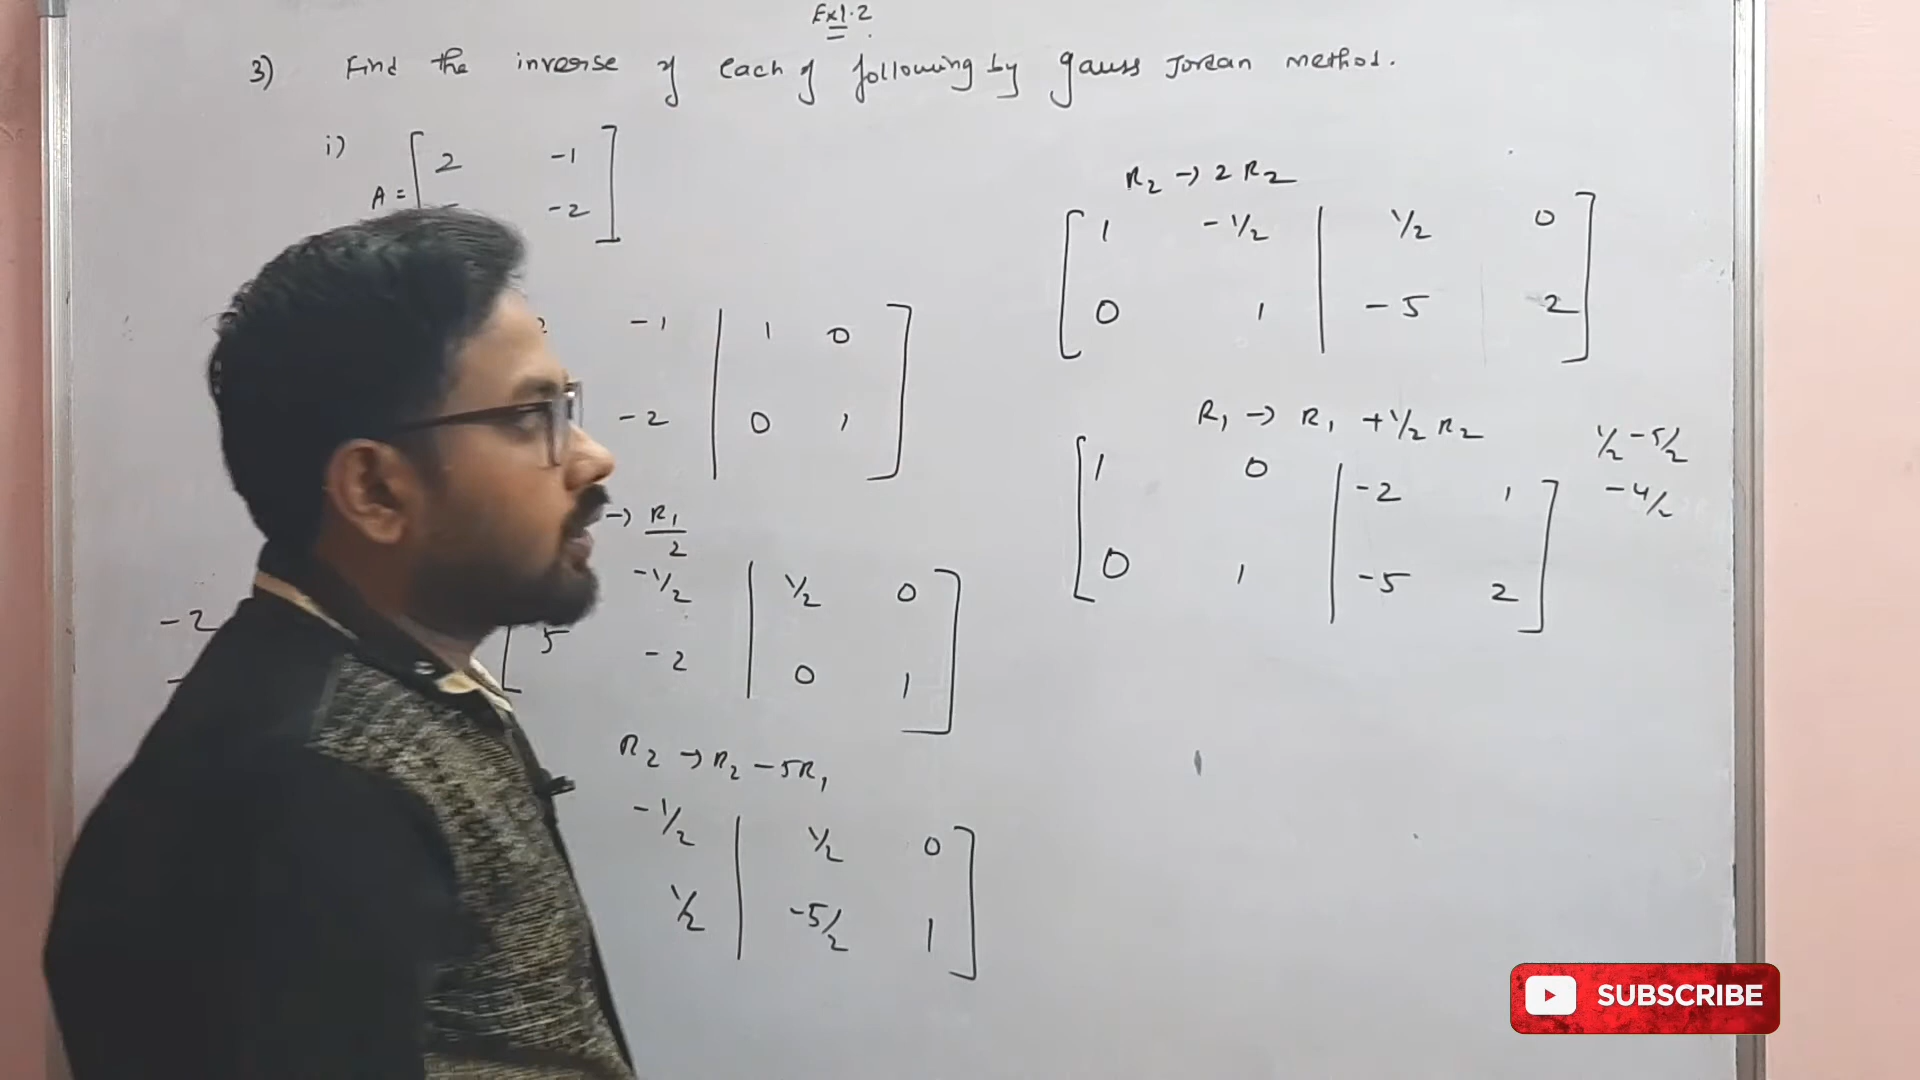 Ex1.2
3) Find the inverse of each of following by gauss Jordan method.
i)
A = [ 2 -1
-2 ]
-1 | 1 0 ]
-2 | 0 1 ]
→ R₁/2
-1/2 | 1/2 0 ]
[ 5 -2 | 0 1 ]
-2
R₂ → R₂ - 5R₁
-1/2 | 1/2 0 ]
1/2 | -5/2 1 ]
R₂ → 2 R₂
[ 1 -1/2 | 1/2 0 ]
[ 0 1 | -5 2 ]
R₁ → R₁ + 1/2 R₂
1/2 - 5/2
-4/2
[ 1 0 | -2 1 ]
[ 0 1 | -5 2 ]
SUBSCRIBE